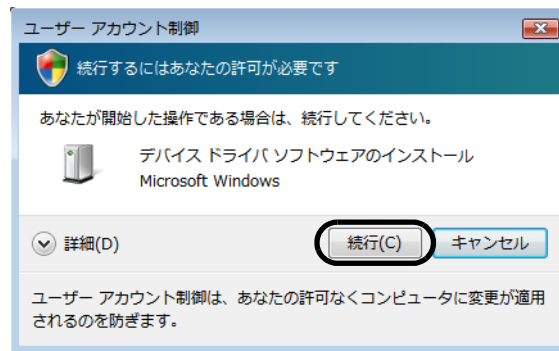 ユーザー アカウント制御
続行するにはあなたの許可が必要です
あなたが開始した操作である場合は、続行してください。
デバイス ドライバ ソフトウェアのインストール
Microsoft Windows
詳細(D)
続行(C)
キャンセル
ユーザー アカウント制御は、あなたの許可なくコンピュータに変更が適用
されるのを防ぎます。